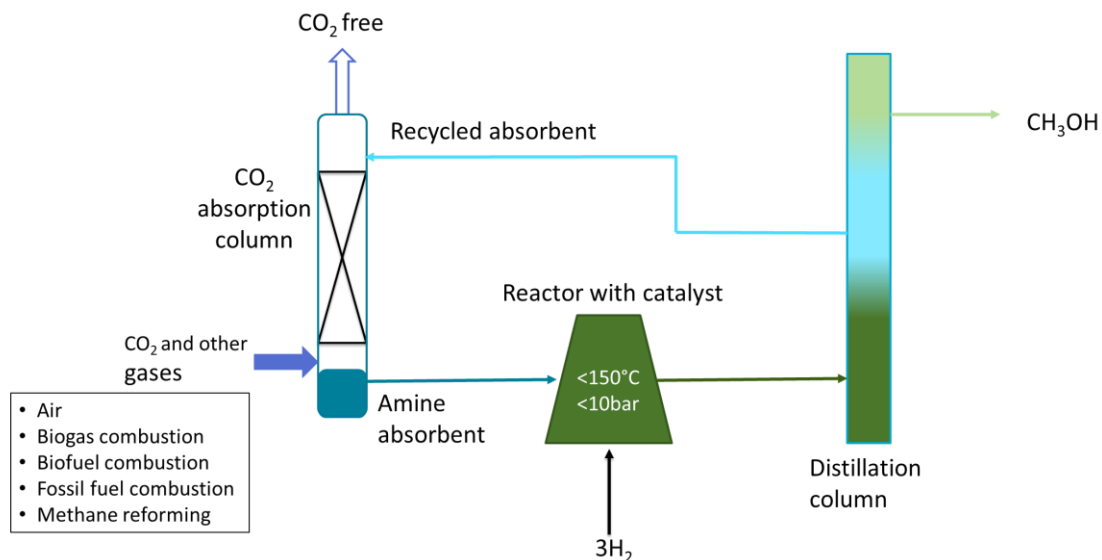 CO₂ free
Recycled absorbent
CH₃OH
CO₂
absorption
column
Reactor with catalyst
CO₂ and other
gases
<150°C
<10bar
Amine
absorbent
• Air
• Biogas combustion
• Biofuel combustion
• Fossil fuel combustion
• Methane reforming
Distillation
column
3H₂